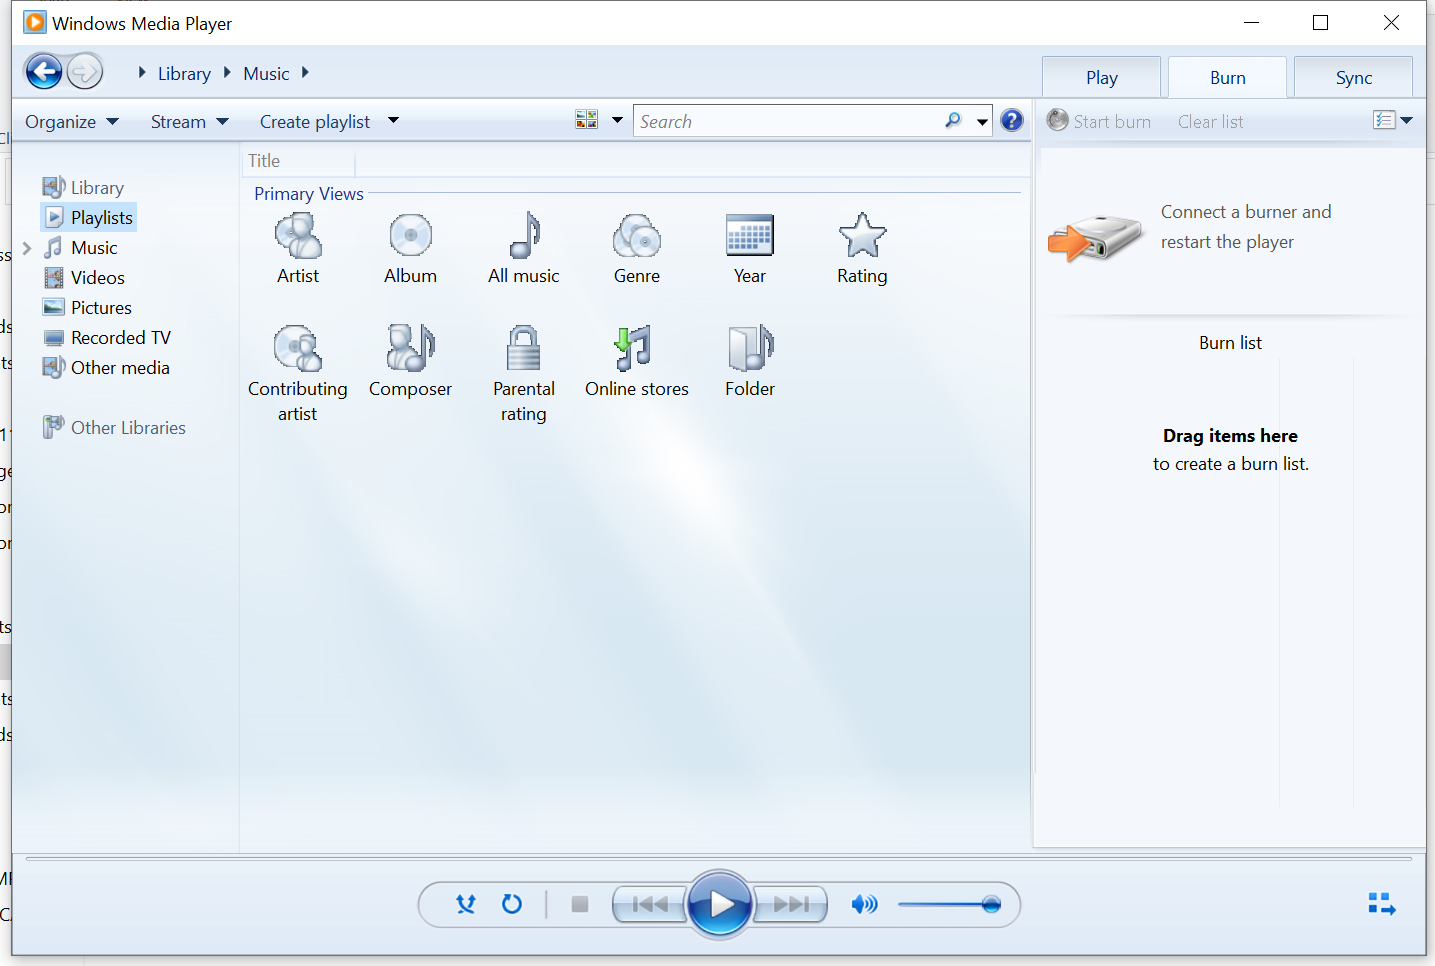 Windows Media Player
Library Music
Play Burn Sync
Organize Stream Create playlist
Search
Start burn Clear list
Title
Library
Playlists
Music
Videos
Pictures
Recorded TV
Other media
Other Libraries
Primary Views
Artist Album All music Genre Year Rating
Contributing artist
Composer
Parental rating
Online stores
Folder
Connect a burner and
restart the player
Burn list
Drag items here
to create a burn list.